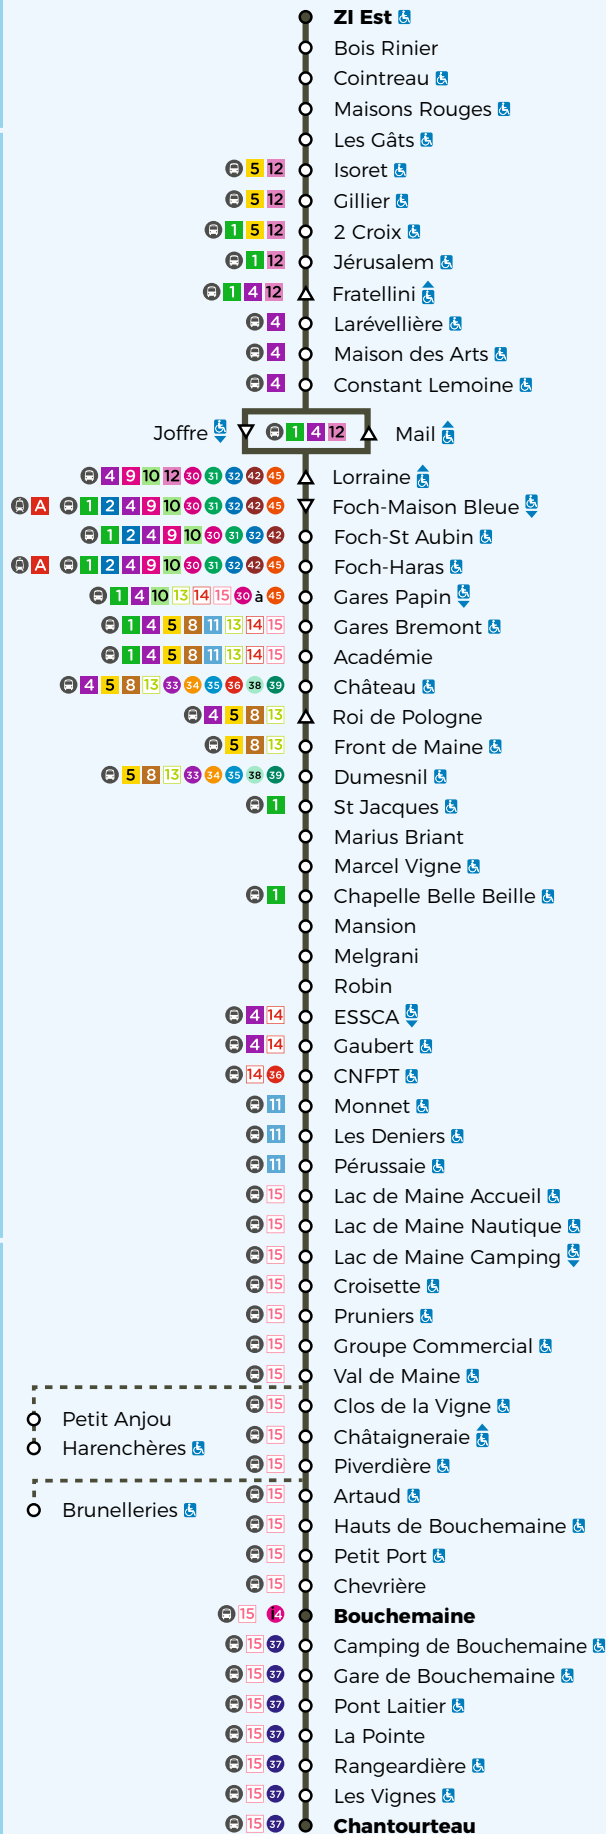 ZI Est
Bois Rinier
Cointreau
Maisons Rouges
Les Gâts
5 12 Isoret
5 12 Gillier
1 5 12 2 Croix
1 12 Jérusalem
1 4 12 Fratellini
4 Larévellière
4 Maison des Arts
4 Constant Lemoine
Joffre 1 4 12 Mail
4 9 10 12 30 31 32 42 45 Lorraine
A 1 2 4 9 10 30 31 32 42 45 Foch-Maison Bleue
1 2 4 9 10 30 31 32 42 Foch-St Aubin
A 1 2 4 9 10 30 31 32 42 45 Foch-Haras
1 4 10 13 14 15 30 à 45 Gares Papin
1 4 5 8 11 13 14 15 Gares Bremont
1 4 5 8 11 13 14 15 Académie
4 5 8 13 33 34 35 36 38 39 Château
4 5 8 13 Roi de Pologne
5 8 13 Front de Maine
5 8 13 33 34 35 38 39 Dumesnil
1 St Jacques
Marius Briant
Marcel Vigne
1 Chapelle Belle Beille
Mansion
Melgrani
Robin
4 14 ESSCA
4 14 Gaubert
14 36 CNFPT
11 Monnet
11 Les Deniers
11 Pérussaie
15 Lac de Maine Accueil
15 Lac de Maine Nautique
15 Lac de Maine Camping
15 Croisette
15 Pruniers
15 Groupe Commercial
15 Val de Maine
15 Clos de la Vigne
Petit Anjou
15 Châtaigneraie
Harenchères
15 Piverdière
15 Artaud
Brunelleries
15 Hauts de Bouchemaine
15 Petit Port
15 Chevrière
15 Bouchemaine
15 37 Camping de Bouchemaine
15 37 Gare de Bouchemaine
15 37 Pont Laitier
15 37 La Pointe
15 37 Rangeardière
15 37 Les Vignes
15 37 Chantourteau